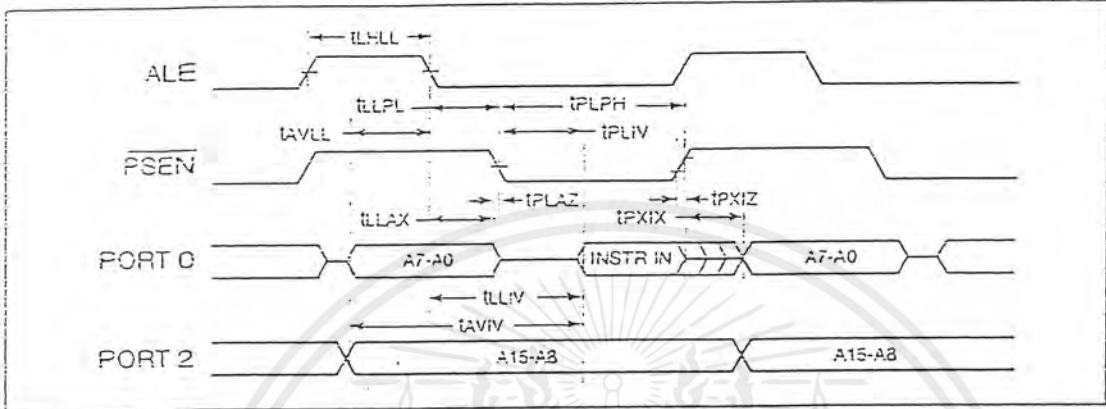 tLHLL
ALE
tLLPL tPLPH
tAVLL tPLIV
PSEN
tPLAZ tPXIZ
tLLAX tPXIX
PORT 0 A7-A0 INSTR IN A7-A0
tLLIV
tAVIV
PORT 2 A15-A8 A15-A8